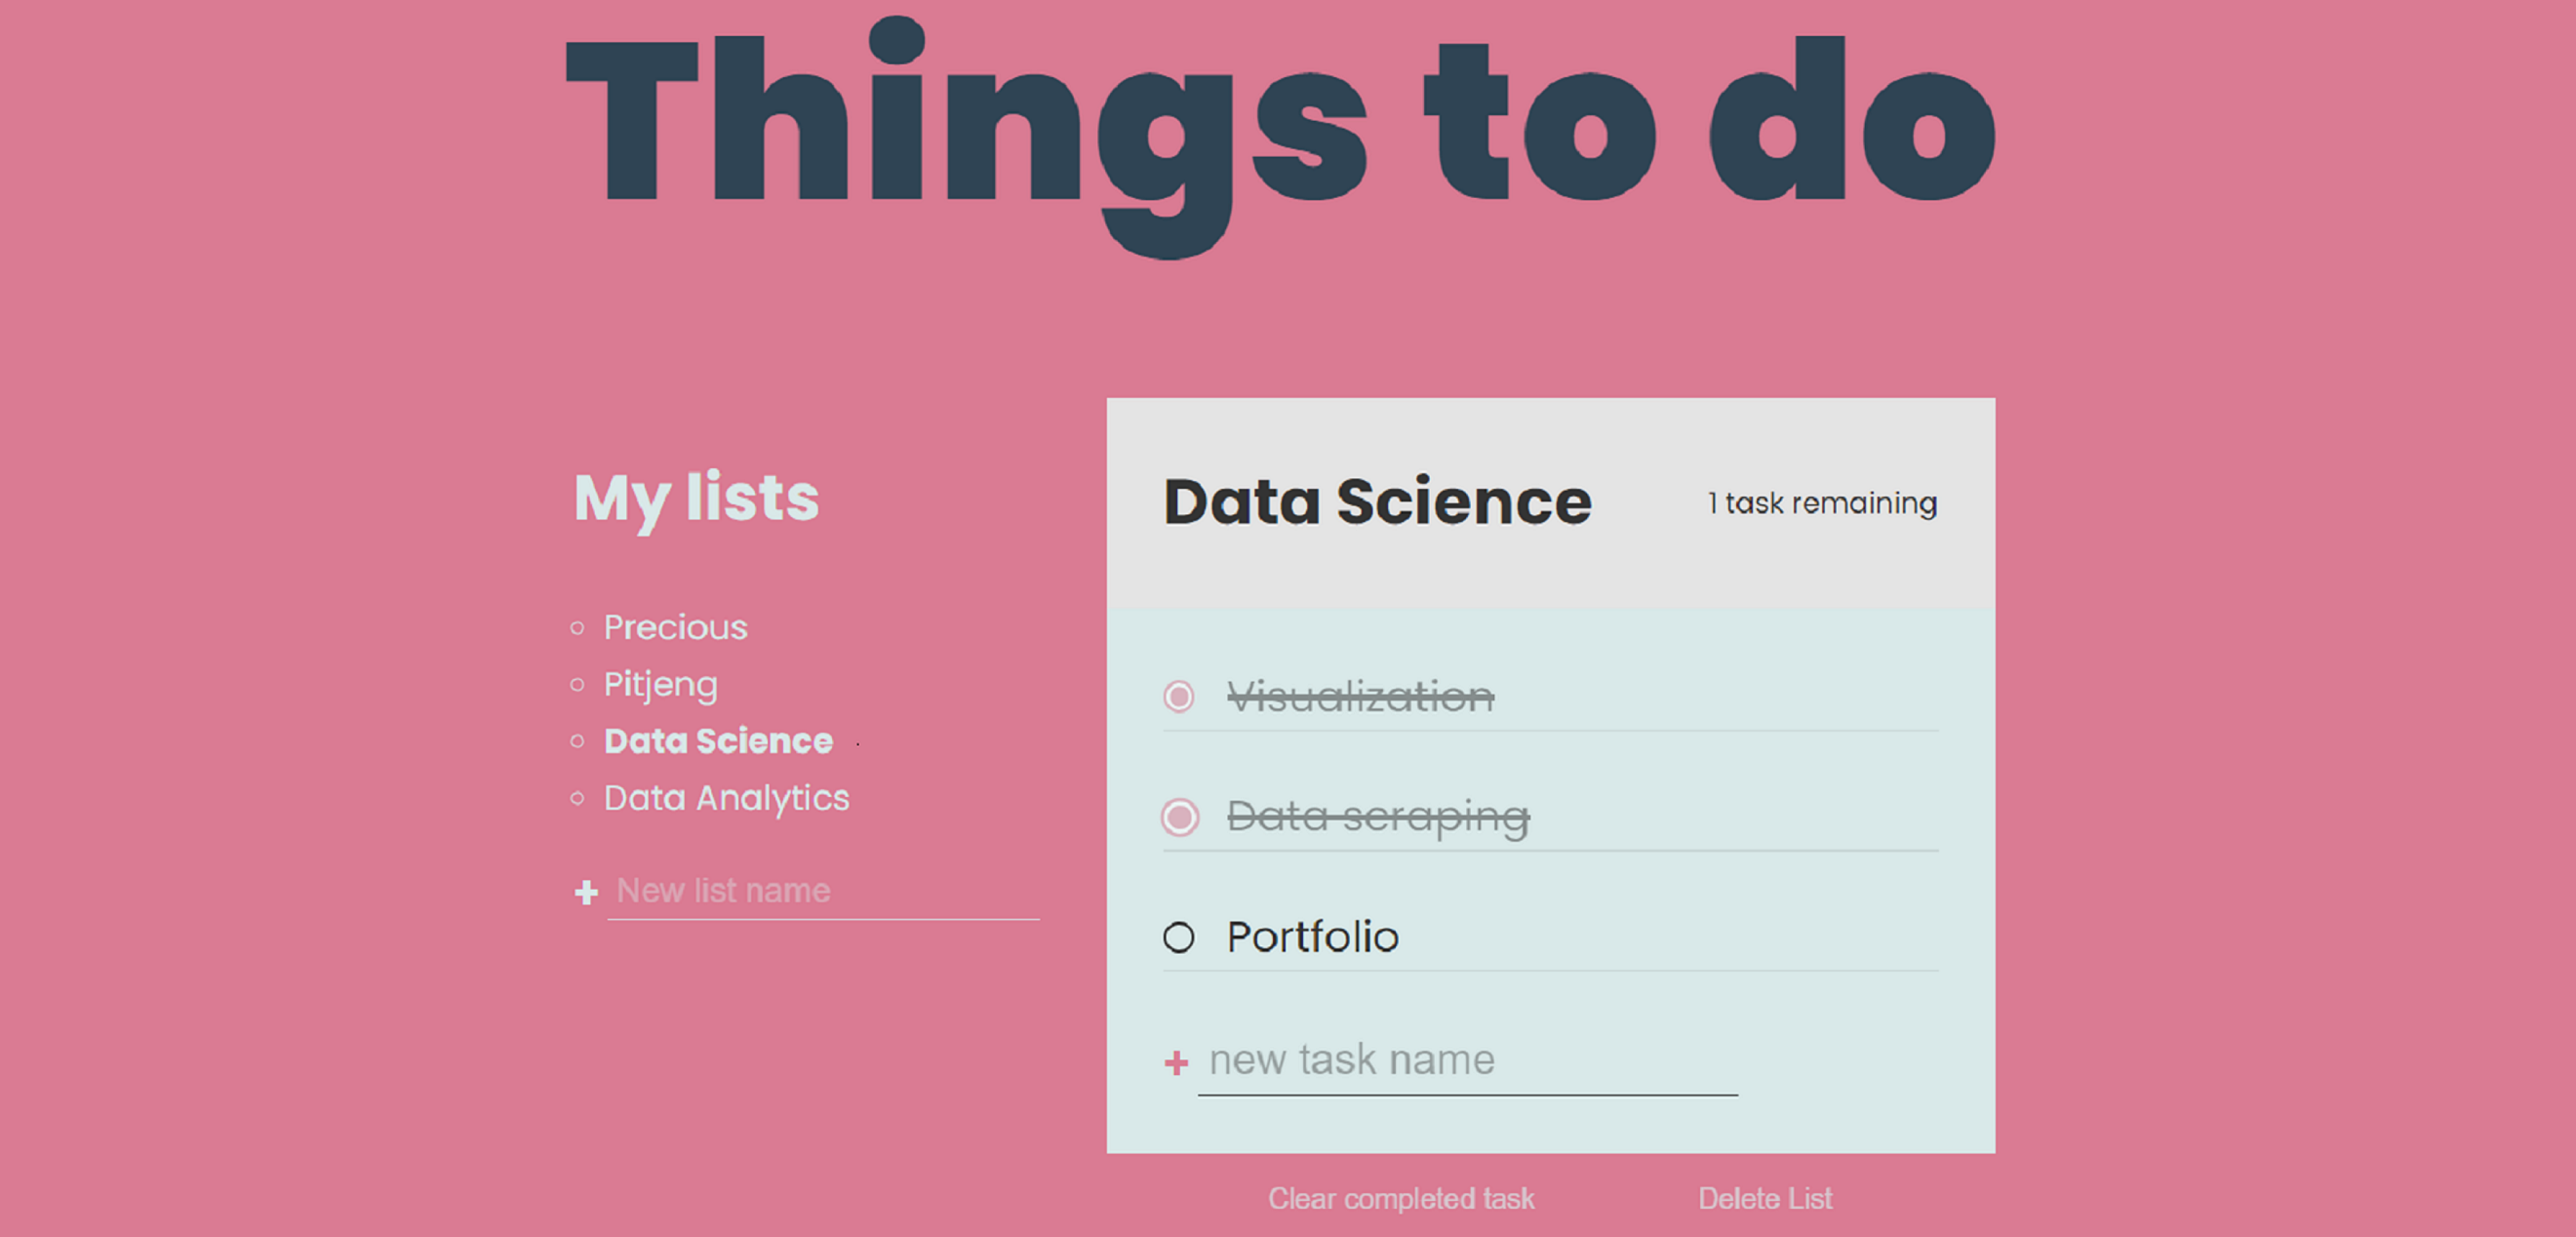 Things to do
My lists
Precious
Pitjeng
Data Science
Data Analytics
+ New list name
Data Science
1 task remaining
Visualization
Data scraping
Portfolio
+ new task name
Clear completed task
Delete List